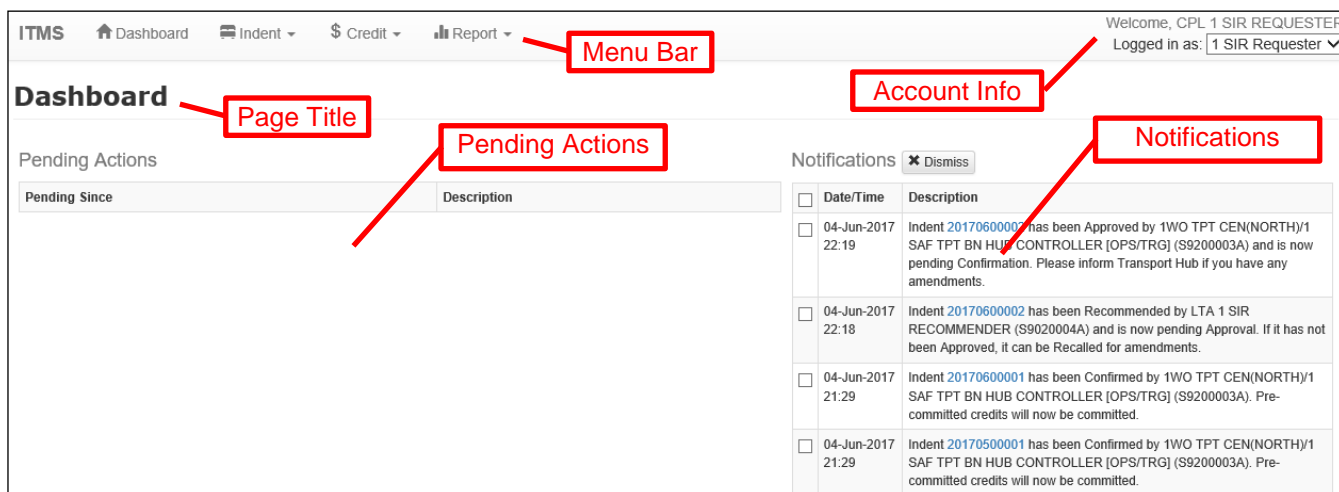 ITMS Dashboard Indent $ Credit Report
Welcome, CPL 1 SIR REQUESTER
Logged in as: 1 SIR Requester
Menu Bar
Account Info
Dashboard
Page Title
Pending Actions
Notifications
Pending Actions
Notifications Dismiss
Pending Since Description
Date/Time Description
04-Jun-2017 Indent 20170600002 has been Approved by 1WO TPT CEN(NORTH)/1
22:19 SAF TPT BN HUB CONTROLLER [OPS/TRG] (S9200003A) and is now
pending Confirmation. Please inform Transport Hub if you have any
amendments.
04-Jun-2017 Indent 20170600002 has been Recommended by LTA 1 SIR
22:18 RECOMMENDER (S9020004A) and is now pending Approval. If it has not
been Approved, it can be Recalled for amendments.
04-Jun-2017 Indent 20170600001 has been Confirmed by 1WO TPT CEN(NORTH)/1
21:29 SAF TPT BN HUB CONTROLLER [OPS/TRG] (S9200003A). Pre-
committed credits will now be committed.
04-Jun-2017 Indent 20170500001 has been Confirmed by 1WO TPT CEN(NORTH)/1
21:29 SAF TPT BN HUB CONTROLLER [OPS/TRG] (S9200003A). Pre-
committed credits will now be committed.